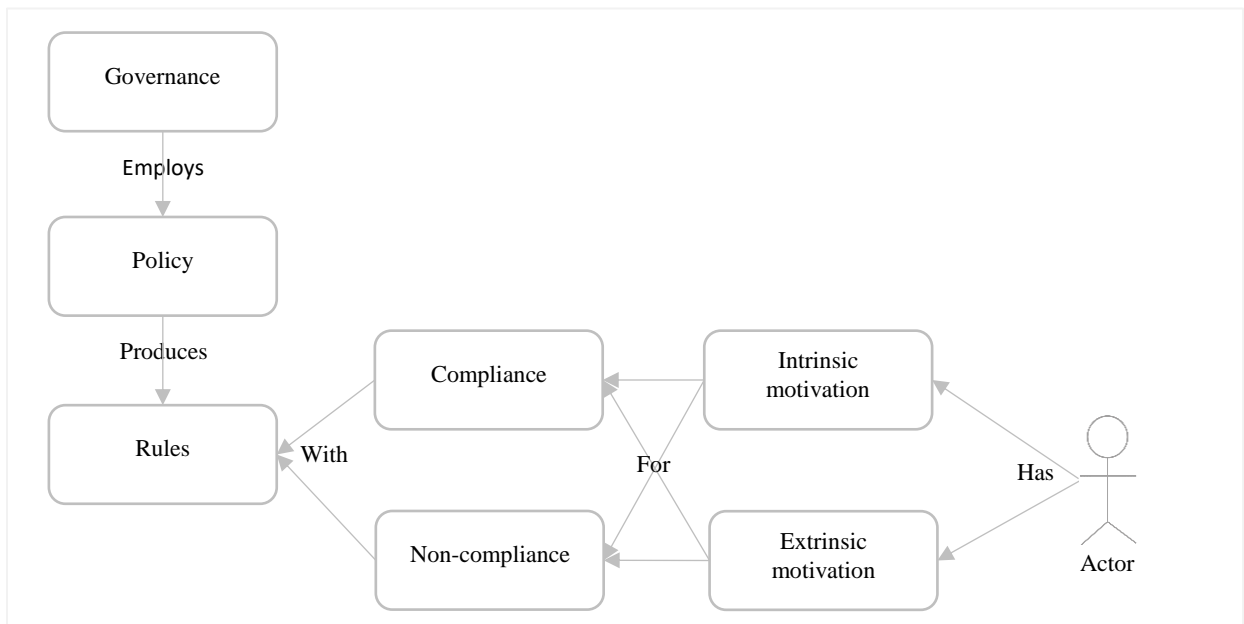 Governance
Employs
Policy
Produces
Rules
With
Compliance
Non-compliance
For
Intrinsic
motivation
Extrinsic
motivation
Has
Actor